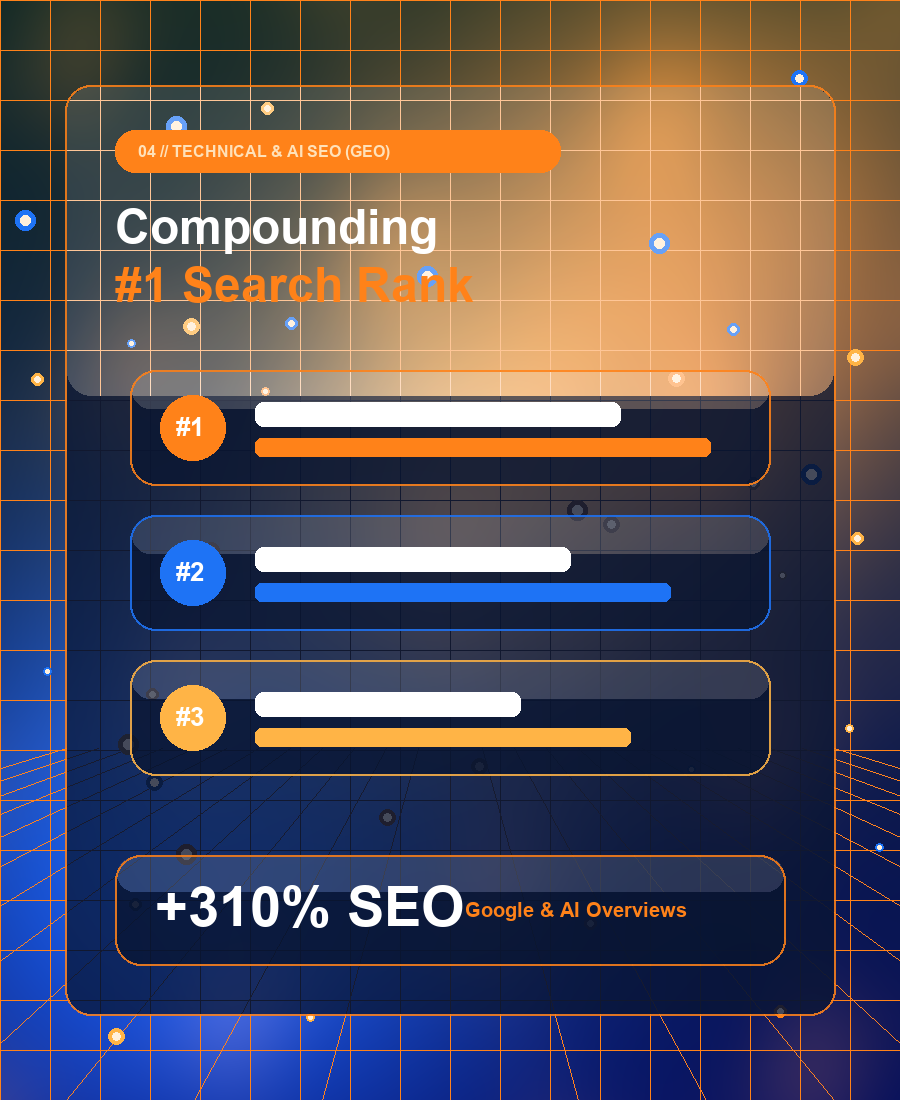 04 // TECHNICAL & AI SEO (GEO)
Compounding
#1 Search Rank
#1
#2
#3
+310% SEO Google & AI Overviews